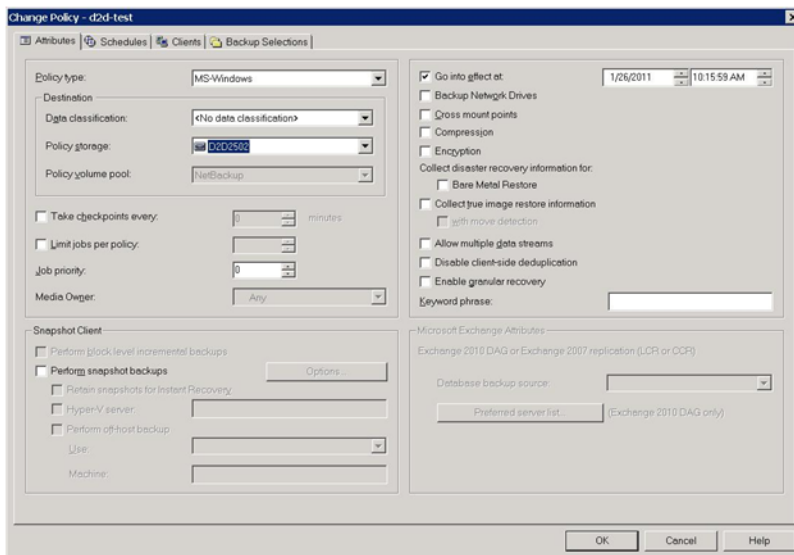 Change Policy - d2d-test
Attributes
Schedules
Clients
Backup Selections
Policy type:
MS-Windows
Destination
Data classification:
<No data classification>
Policy storage:
D2D2502
Policy volume pool:
NetBackup
Take checkpoints every:
0
minutes
Limit jobs per policy:
Job priority:
0
Media Owner:
Any
Snapshot Client
Perform block level incremental backups
Perform snapshot backups
Options...
Retain snapshots for Instant Recovery
Hyper-V server:
Perform off-host backup
Use:
Machine:
Go into effect at:
1/26/2011
10:15:59 AM
Backup Network Drives
Cross mount points
Compression
Encryption
Collect disaster recovery information for:
Bare Metal Restore
Collect true image restore information
with move detection
Allow multiple data streams
Disable client-side deduplication
Enable granular recovery
Keyword phrase:
Microsoft Exchange Attributes
Exchange 2010 DAG or Exchange 2007 replication (LCR or CCR)
Database backup source:
Preferred server list...
(Exchange 2010 DAG only)
OK
Cancel
Help